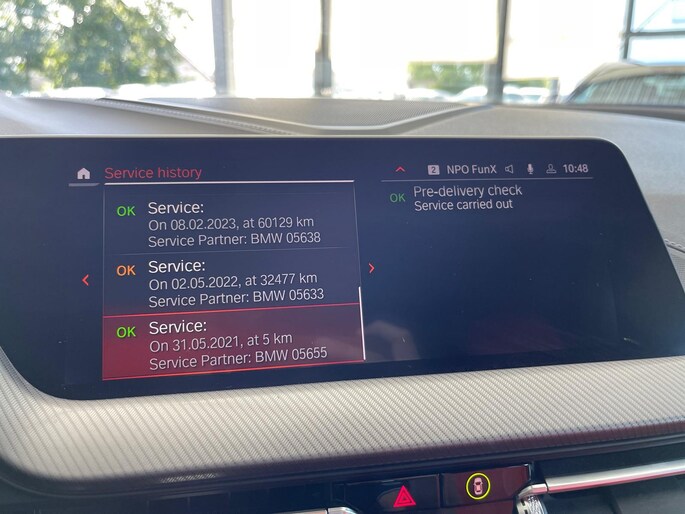 Service history
2 NPO FunX 10:48
OK Service:
On 08.02.2023, at 60129 km
Service Partner: BMW 05638
OK Service:
On 02.05.2022, at 32477 km
Service Partner: BMW 05633
OK Service:
On 31.05.2021, at 5 km
Service Partner: BMW 05655
OK Pre-delivery check
Service carried out